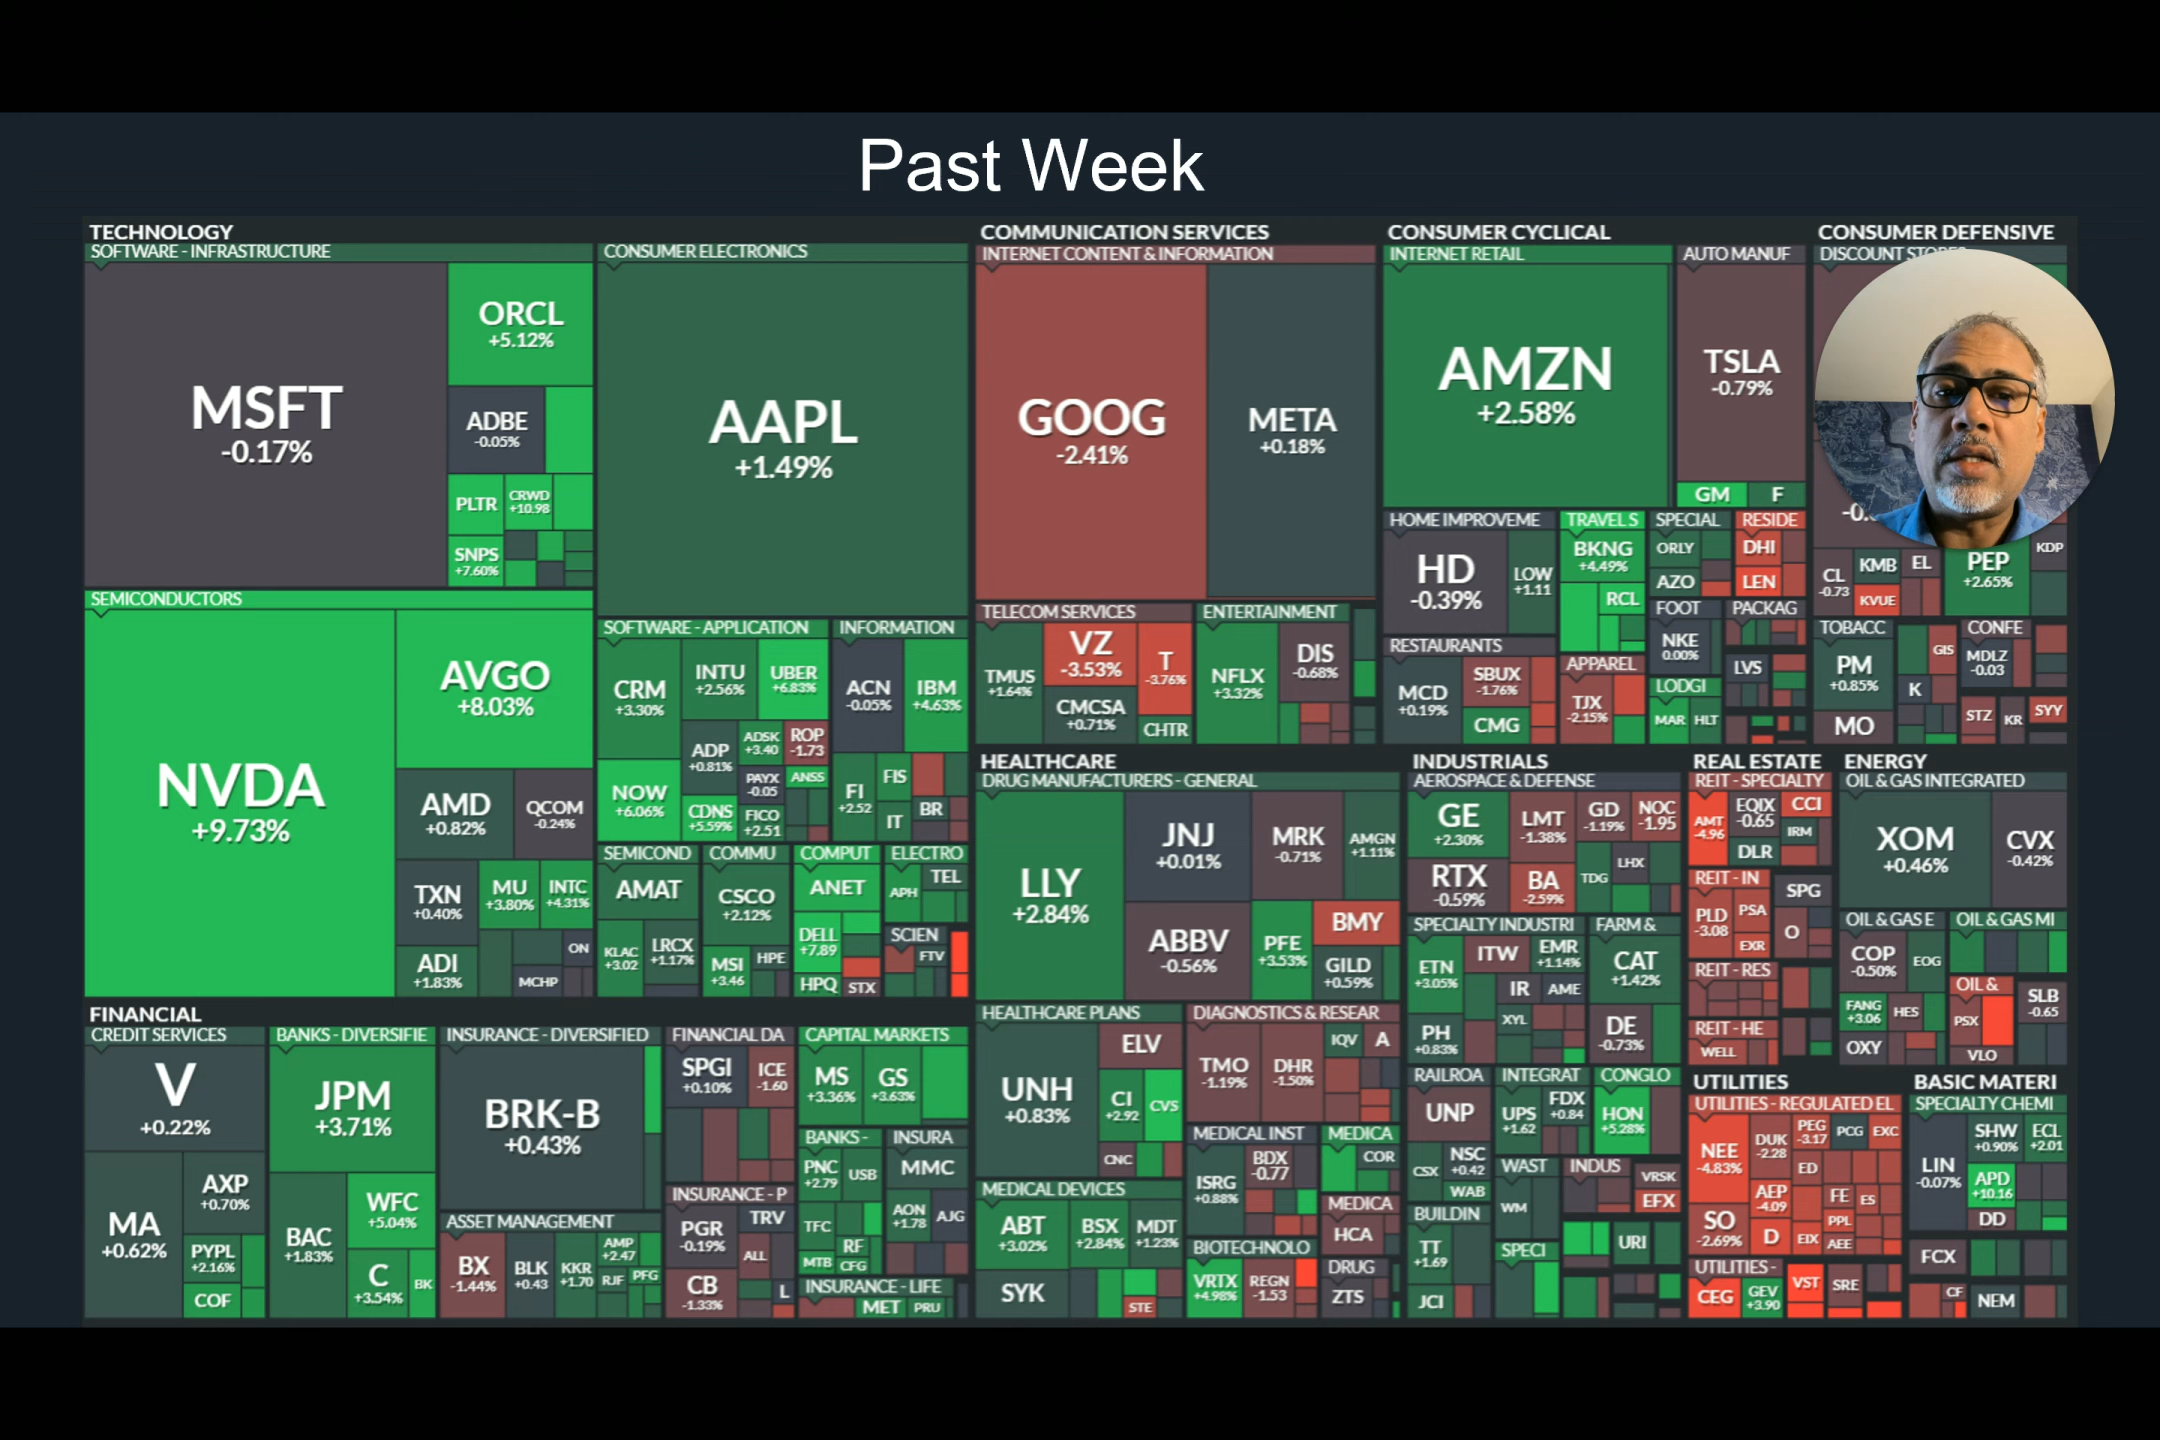 Past Week
TECHNOLOGY
SOFTWARE - INFRASTRUCTURE
MSFT
-0.17%
ORCL
+5.12%
ADBE
-0.05%
PLTR
CRWD
+10.98
SNPS
+7.60%
CONSUMER ELECTRONICS
AAPL
+1.49%
SEMICONDUCTORS
NVDA
+9.73%
AVGO
+8.03%
AMD
+0.82%
QCOM
-0.24%
TXN
+0.40%
MU
+3.80%
INTC
+4.31%
ADI
+1.83%
ON
MCHP
SOFTWARE - APPLICATION
CRM
+3.30%
INTU
+2.56%
UBER
+6.83%
NOW
+6.06%
ADP
+0.81%
ADSK
+3.40
ROP
-1.73
PAYX
-0.05
ANSS
CDNS
+5.59%
FICO
+2.51
INFORMATION
ACN
-0.05%
IBM
+4.63%
FI
+2.52
FIS
IT
BR
SEMICOND
AMAT
KLAC
+3.02
LRCX
+1.17%
COMMU
CSCO
+2.12%
MSI
+3.46
HPE
COMPUT
ANET
DELL
+7.89
HPQ
STX
ELECTRO
APH
TEL
SCIEN
FTV
COMMUNICATION SERVICES
INTERNET CONTENT & INFORMATION
GOOG
-2.41%
META
+0.18%
TELECOM SERVICES
TMUS
+1.64%
VZ
-3.53%
T
-3.76%
CMCSA
+0.71%
CHTR
ENTERTAINMENT
NFLX
+3.32%
DIS
-0.68%
CONSUMER CYCLICAL
INTERNET RETAIL
AMZN
+2.58%
AUTO MANUF
TSLA
-0.79%
GM
F
HOME IMPROVEME
HD
-0.39%
LOW
+1.11
TRAVEL S
BKNG
+4.49%
RCL
SPECIAL
ORLY
AZO
RESIDE
DHI
LEN
FOOT
NKE
0.00%
PACKAG
LVS
RESTAURANTS
MCD
+0.19%
SBUX
-1.76%
CMG
APPAREL
TJX
-2.15%
LODGI
MAR
HLT
CONSUMER DEFENSIVE
DISCOUNT
CL
-0.73
KMB
EL
KVUE
PEP
+2.65%
KDP
TOBACC
PM
+0.85%
MO
GIS
K
CONFE
MDLZ
-0.03
STZ
KR
SYY
HEALTHCARE
DRUG MANUFACTURERS - GENERAL
LLY
+2.84%
JNJ
+0.01%
MRK
-0.71%
AMGN
+1.11%
ABBV
-0.56%
PFE
+3.53%
BMY
GILD
+0.59%
HEALTHCARE PLANS
UNH
+0.83%
ELV
CI
+2.92
CVS
CNC
DIAGNOSTICS & RESEAR
TMO
-1.19%
DHR
-1.50%
IQV
A
MEDICAL INST
ISRG
+0.88%
BDX
-0.77
MEDICA
COR
MEDICAL DEVICES
ABT
+3.02%
BSX
+2.84%
MDT
+1.23%
SYK
STE
BIOTECHNOLO
VRTX
+4.98%
REGN
-1.53
MEDICA
HCA
DRUG
ZTS
INDUSTRIALS
AEROSPACE & DEFENSE
GE
+2.30%
LMT
-1.38%
GD
-1.19%
NOC
-1.95
RTX
-0.59%
BA
-2.59%
TDG
LHX
SPECIALTY INDUSTRI
ETN
+3.05%
ITW
EMR
+1.14%
IR
AME
PH
+0.83%
XYL
FARM &
CAT
+1.42%
DE
-0.73%
RAILROA
UNP
CSX
NSC
+0.42
WAB
INTEGRAT
UPS
+1.62
FDX
+0.84
CONGLO
HON
+5.28%
WAST
WM
INDUS
VRSK
EFX
BUILDIN
TT
+1.69
JCI
SPECI
URI
REAL ESTATE
REIT - SPECIALTY
AMT
-4.96
EQIX
-0.65
CCI
IRM
DLR
REIT - IN
PLD
-3.08
PSA
EXR
SPG
O
REIT - RES
REIT - HE
WELL
ENERGY
OIL & GAS INTEGRATED
XOM
+0.46%
CVX
-0.42%
OIL & GAS E
COP
-0.50%
EOG
FANG
+3.06
HES
OXY
OIL & GAS MI
OIL &
PSX
VLO
SLB
-0.65
UTILITIES
UTILITIES - REGULATED EL
NEE
-4.83%
DUK
-2.28
PEG
-3.17
PCG
EXC
ED
AEP
-4.09
FE
ES
SO
-2.69%
D
PPL
EIX
AEE
UTILITIES -
CEG
GEV
+3.90
VST
SRE
BASIC MATERI
SPECIALTY CHEMI
LIN
-0.07%
SHW
+0.90%
ECL
+2.01
APD
+10.16
DD
FCX
CF
NEM
FINANCIAL
CREDIT SERVICES
V
+0.22%
MA
+0.62%
AXP
+0.70%
PYPL
+2.16%
COF
BANKS - DIVERSIFIE
JPM
+3.71%
BAC
+1.83%
WFC
+5.04%
C
+3.54%
BK
INSURANCE - DIVERSIFIED
BRK-B
+0.43%
ASSET MANAGEMENT
BX
-1.44%
BLK
+0.43
KKR
+1.70
AMP
+2.47
RJF
PFG
FINANCIAL DA
SPGI
+0.10%
ICE
-1.60
INSURANCE - P
PGR
-0.19%
TRV
ALL
CB
-1.33%
L
CAPITAL MARKETS
MS
+3.36%
GS
+3.63%
BANKS -
PNC
+2.79
USB
TFC
RF
MTB
CFG
INSURA
MMC
AON
+1.78
AJG
INSURANCE - LIFE
MET
PRU